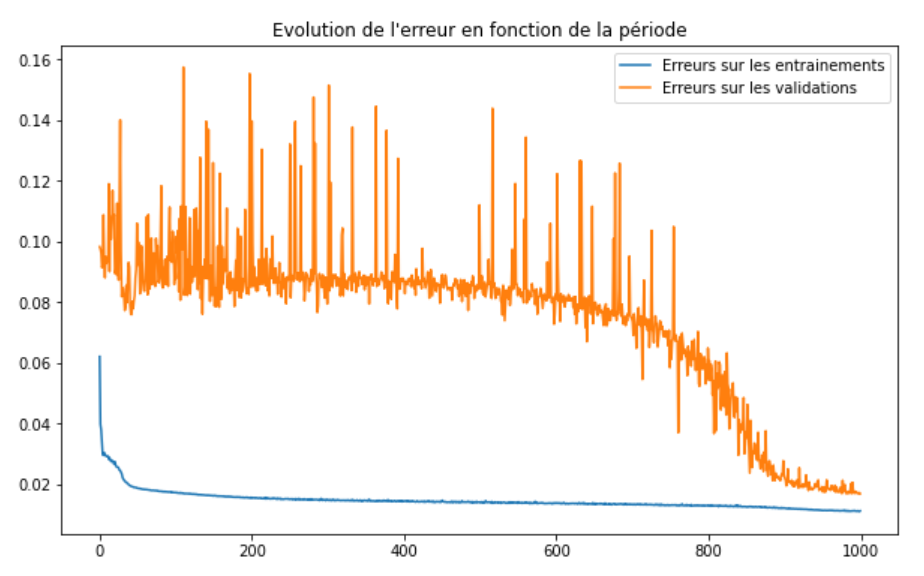 Evolution de l'erreur en fonction de la période
Erreurs sur les entrainements
Erreurs sur les validations
0.16
0.14
0.12
0.10
0.08
0.06
0.04
0.02
0 200 400 600 800 1000